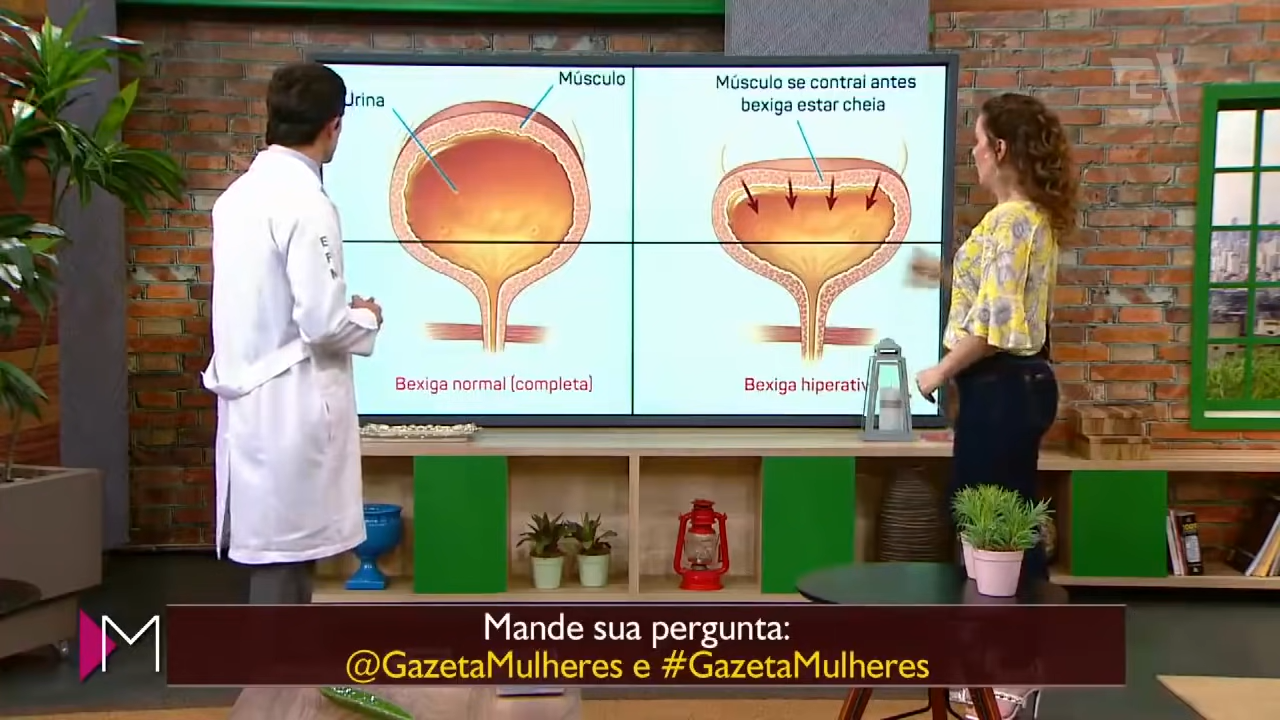 Urina
Músculo
Músculo se contrai antes
bexiga estar cheia
Bexiga normal (completa)
Bexiga hiperativ
M
Mande sua pergunta:
@GazetaMulheres e #GazetaMulheres